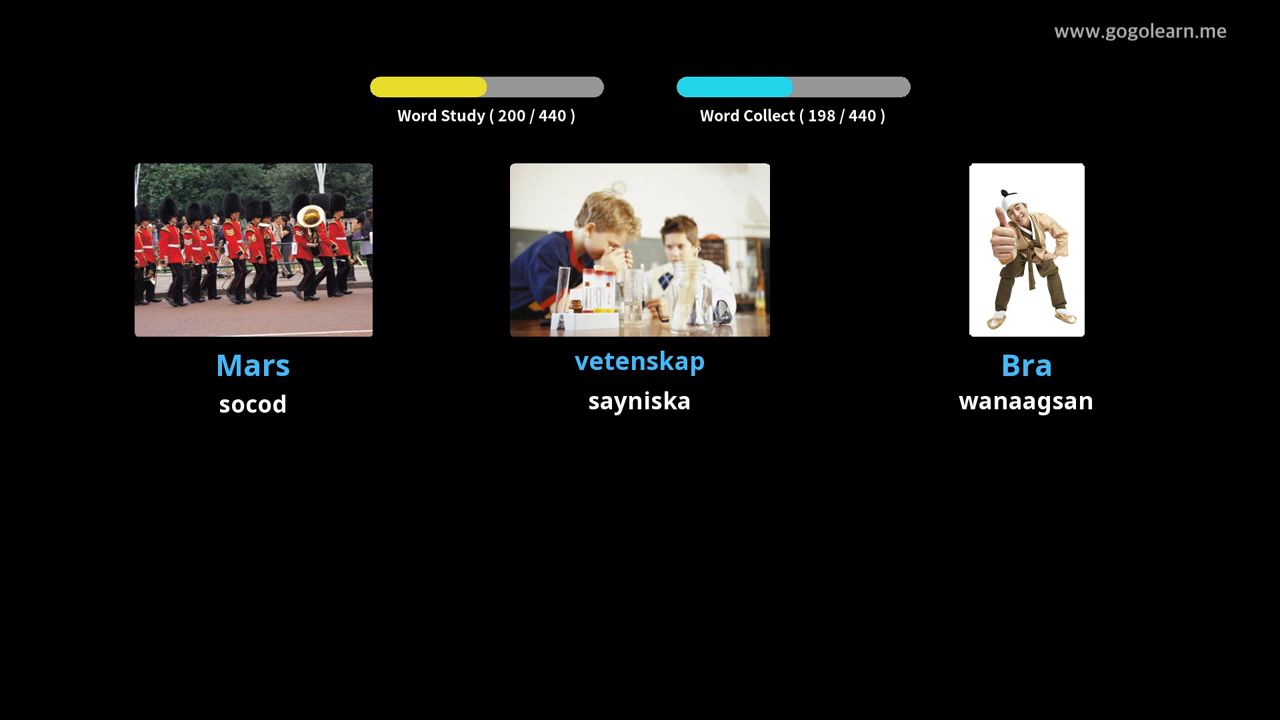 www.gogolearn.me
Word Study ( 200 / 440 )
Word Collect ( 198 / 440 )
Mars
socod
vetenskap
sayniska
Bra
wanaagsan